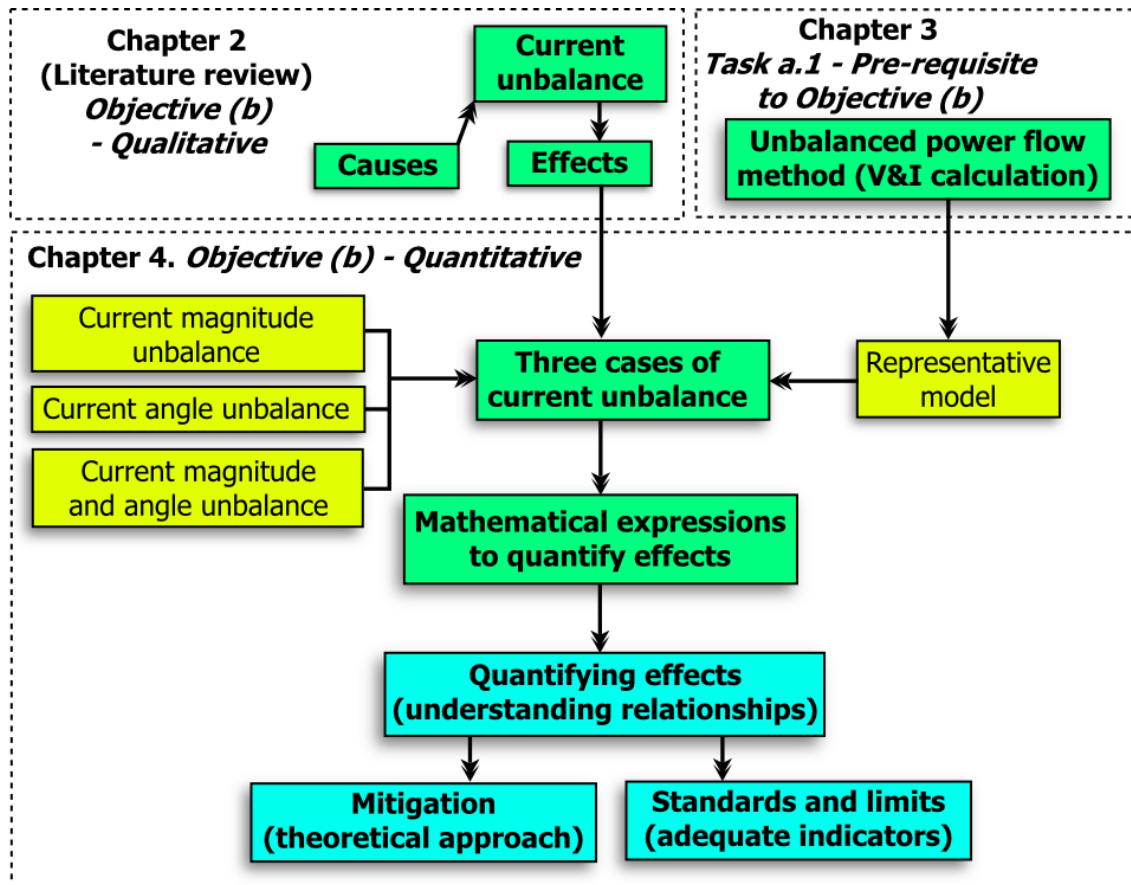 Chapter 2
(Literature review)
Objective (b)
- Qualitative
Current
unbalance
Causes
Effects
Chapter 3
Task a.1 - Pre-requisite
to Objective (b)
Unbalanced power flow
method (V&I calculation)
Chapter 4. Objective (b) - Quantitative
Current magnitude
unbalance
Current angle unbalance
Current magnitude
and angle unbalance
Three cases of
current unbalance
Representative
model
Mathematical expressions
to quantify effects
Quantifying effects
(understanding relationships)
Mitigation
(theoretical approach)
Standards and limits
(adequate indicators)